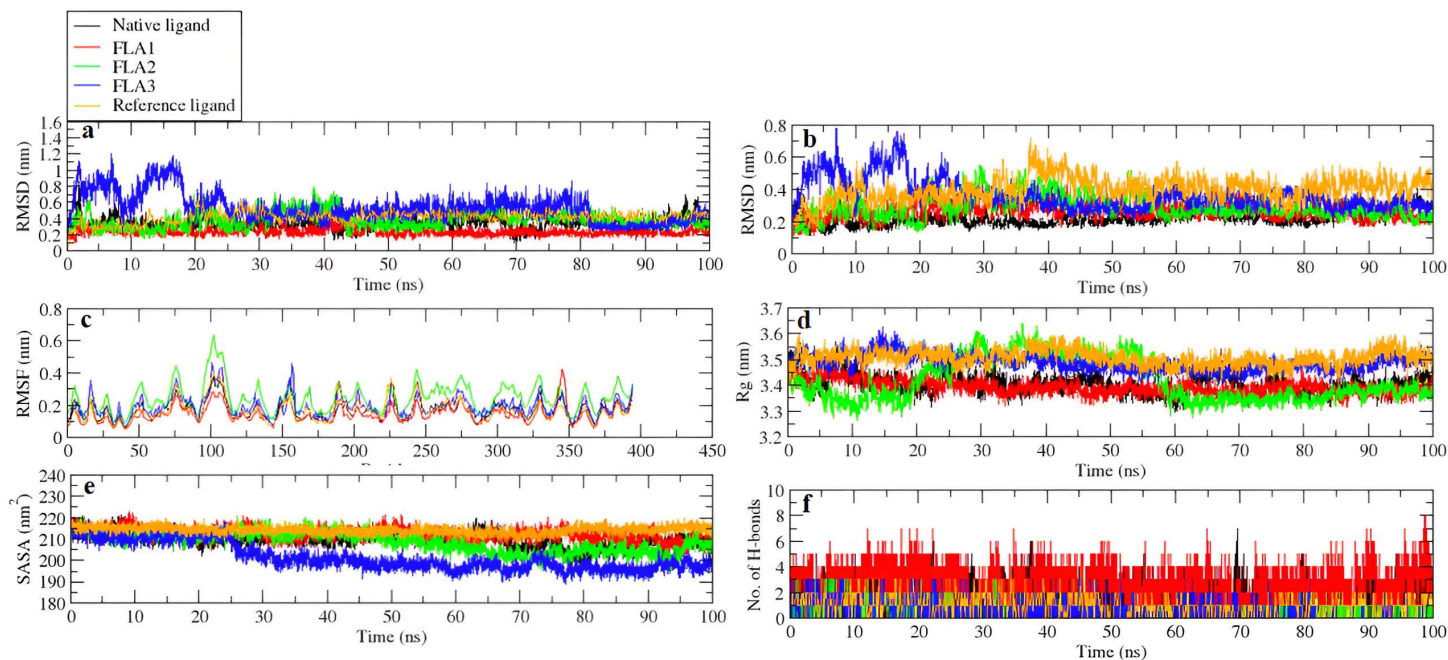 Native ligand
FLA1
FLA2
FLA3
Reference ligand
a
RMSD (nm)
1.6
1.4
1.2
1
0.8
0.6
0.4
0.2
0
0 10 20 30 40 50 60 70 80 90 100
Time (ns)
b
RMSD (nm)
0.8
0.6
0.4
0.2
0
0 10 20 30 40 50 60 70 80 90 100
Time (ns)
c
RMSF (nm)
0.8
0.6
0.4
0.2
0
0 50 100 150 200 250 300 350 400 450
d
Rg (nm)
3.7
3.6
3.5
3.4
3.3
3.2
0 10 20 30 40 50 60 70 80 90 100
Time (ns)
e
SASA (nm²)
240
230
220
210
200
190
180
0 10 20 30 40 50 60 70 80 90 100
Time (ns)
f
No. of H-bonds
10
8
6
4
2
0
0 10 20 30 40 50 60 70 80 90 100
Time (ns)